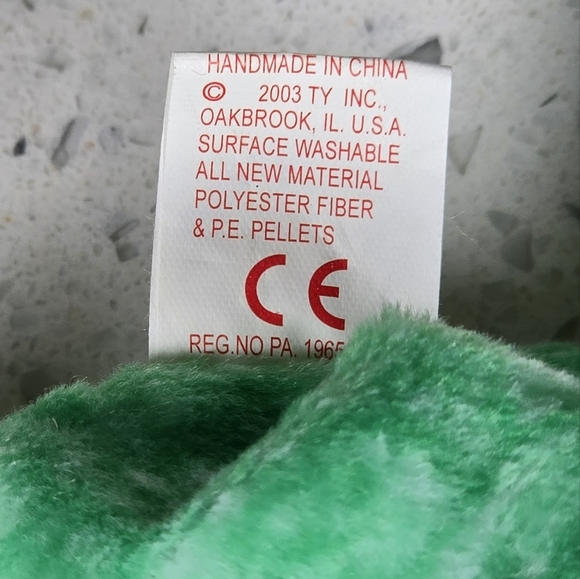 HANDMADE IN CHINA
© 2003 TY INC.,
OAKBROOK, IL. U.S.A.
SURFACE WASHABLE
ALL NEW MATERIAL
POLYESTER FIBER
& P.E. PELLETS
CE
REG.NO PA. 1965